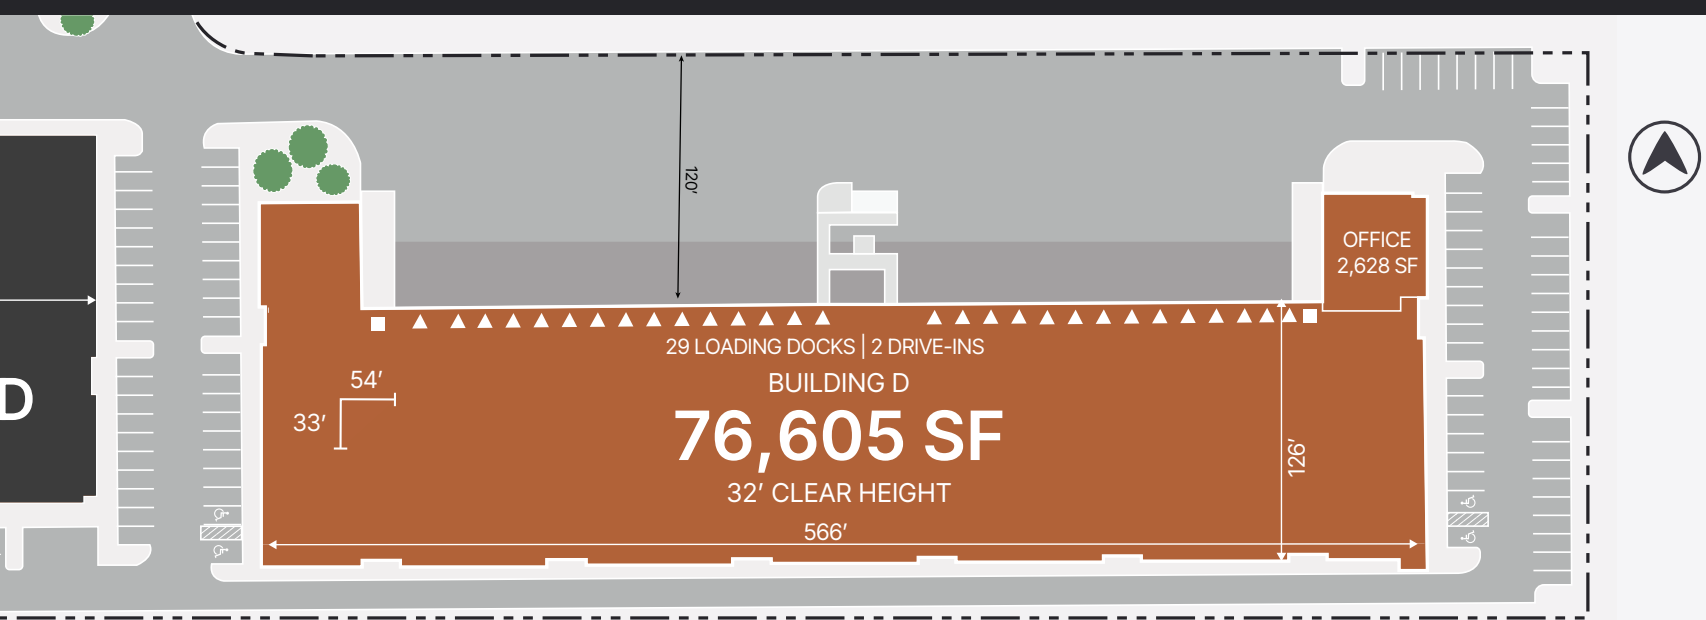 120′
OFFICE
2,628 SF
29 LOADING DOCKS | 2 DRIVE-INS
BUILDING D
76,605 SF
32′ CLEAR HEIGHT
566′
54′
33′
126′
D